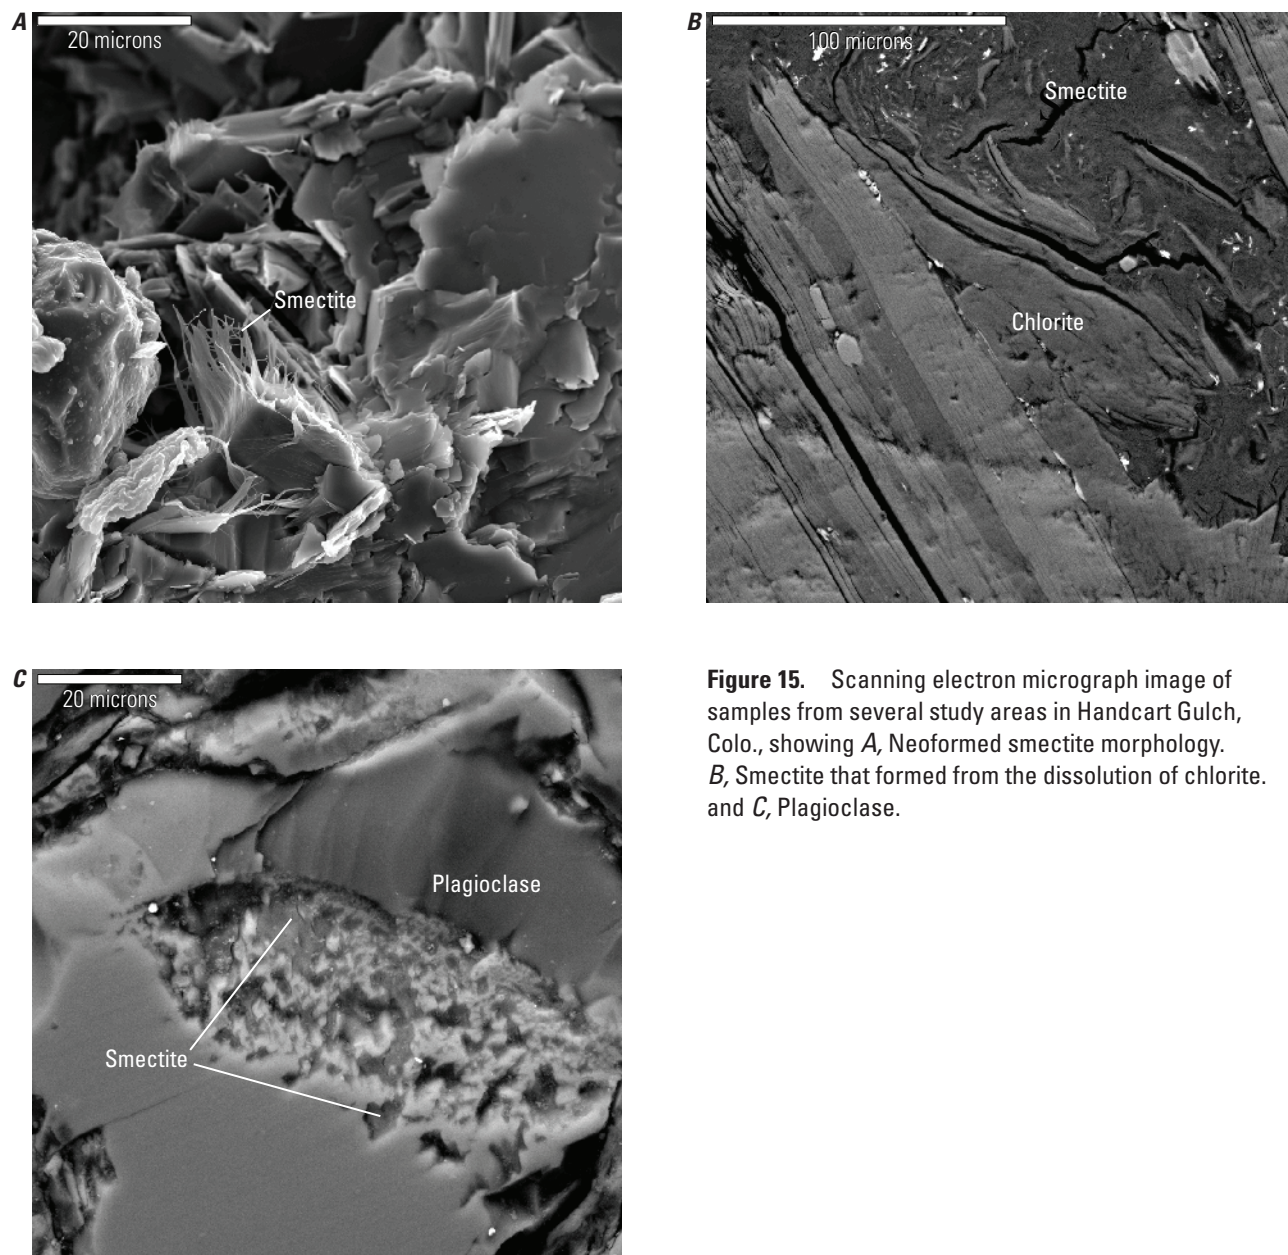 A
20 microns
Smectite
B
100 microns
Smectite
Chlorite
C
20 microns
Plagioclase
Smectite
Figure 15. Scanning electron micrograph image of
samples from several study areas in Handcart Gulch,
Colo., showing A, Neoformed smectite morphology.
B, Smectite that formed from the dissolution of chlorite.
and C, Plagioclase.